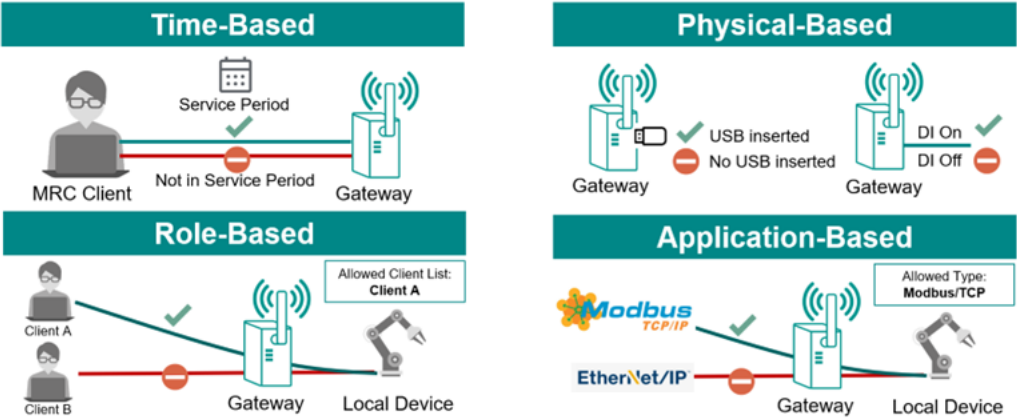 Time-Based
Service Period
Not in Service Period
MRC Client
Gateway
Physical-Based
USB inserted
No USB inserted
Gateway
DI On
DI Off
Gateway
Role-Based
Allowed Client List:
Client A
Client A
Client B
Gateway
Local Device
Application-Based
Allowed Type:
Modbus/TCP
Modbus
TCP/IP
EtherNet/IP
Gateway
Local Device